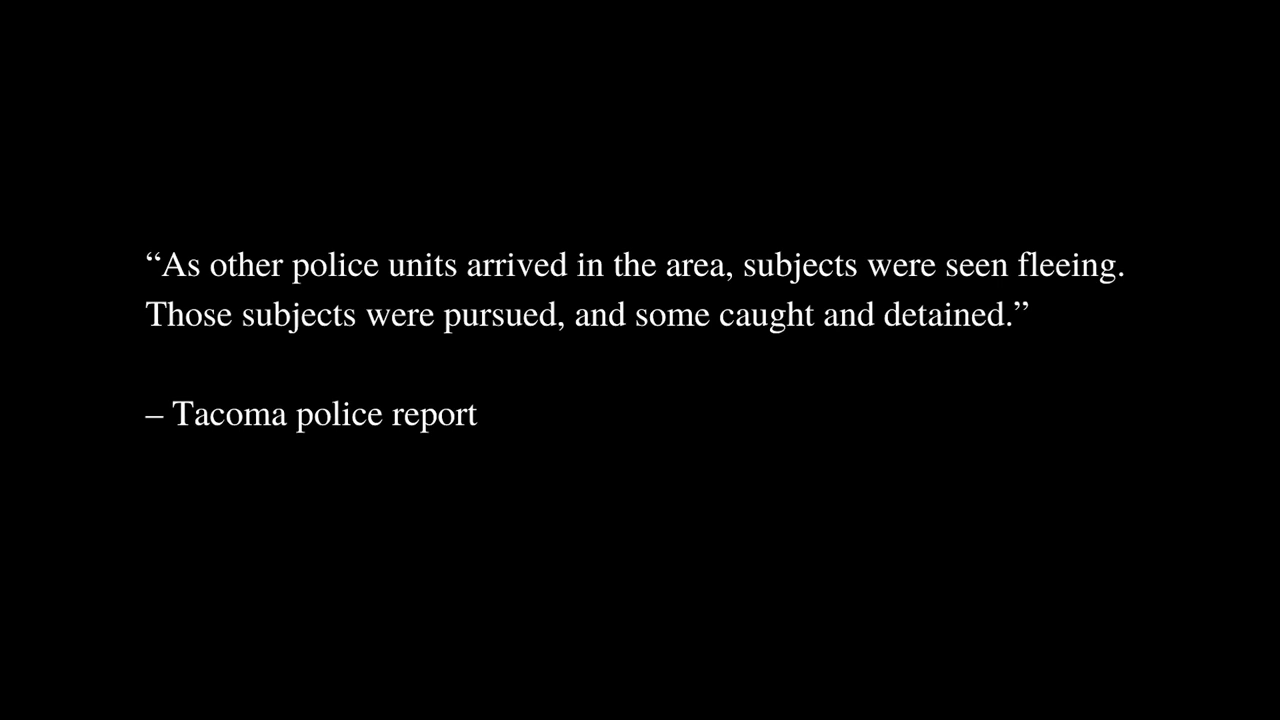 “As other police units arrived in the area, subjects were seen fleeing.
Those subjects were pursued, and some caught and detained.”
– Tacoma police report